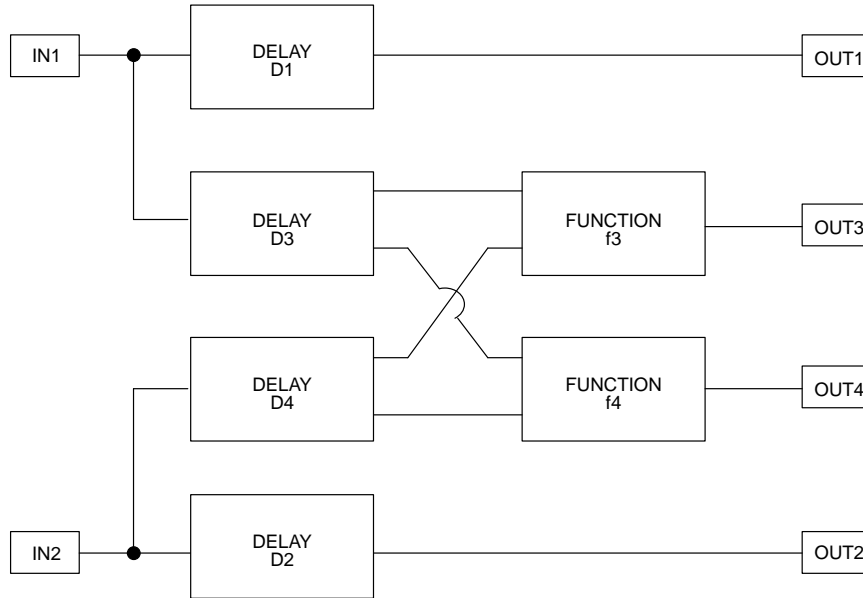 IN1
DELAY
D1
OUT1
DELAY
D3
FUNCTION
f3
OUT3
DELAY
D4
FUNCTION
f4
OUT4
IN2
DELAY
D2
OUT2